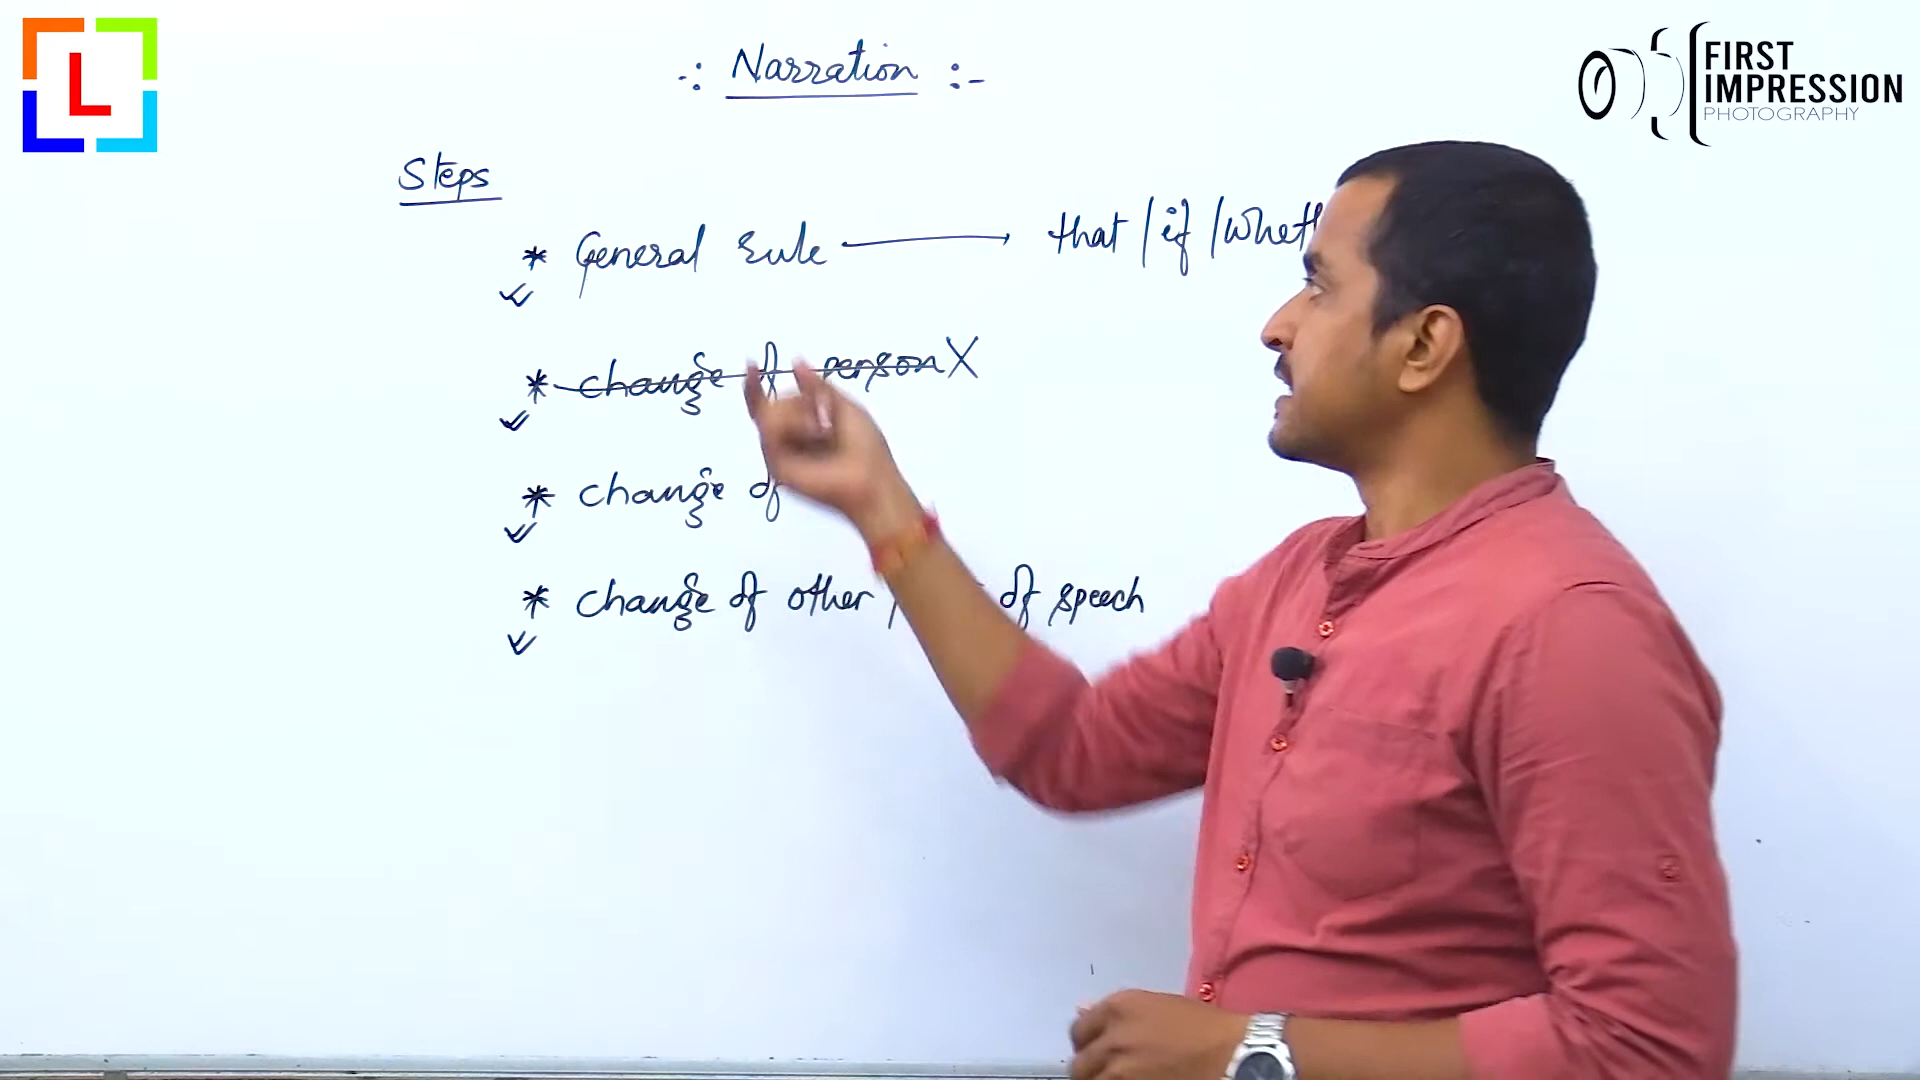 L
FIRST
IMPRESSION
PHOTOGRAPHY
-: Narration :-
Steps
* General rule → that / if /
* change of person X
* change of
* change of other of speech